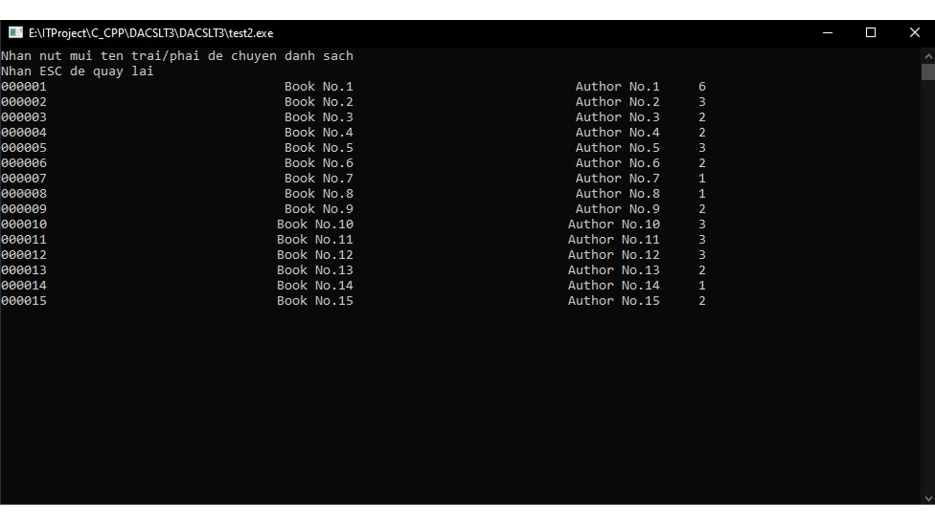 E:\ITProject\C_CPP\DACSLT3\DACSLT3\test2.exe
Nhan nut mui ten trai/phai de chuyen danh sach
Nhan ESC de quay lai
000001 Book No.1 Author No.1 6
000002 Book No.2 Author No.2 3
000003 Book No.3 Author No.3 2
000004 Book No.4 Author No.4 2
000005 Book No.5 Author No.5 3
000006 Book No.6 Author No.6 2
000007 Book No.7 Author No.7 1
000008 Book No.8 Author No.8 1
000009 Book No.9 Author No.9 2
000010 Book No.10 Author No.10 3
000011 Book No.11 Author No.11 3
000012 Book No.12 Author No.12 3
000013 Book No.13 Author No.13 2
000014 Book No.14 Author No.14 1
000015 Book No.15 Author No.15 2